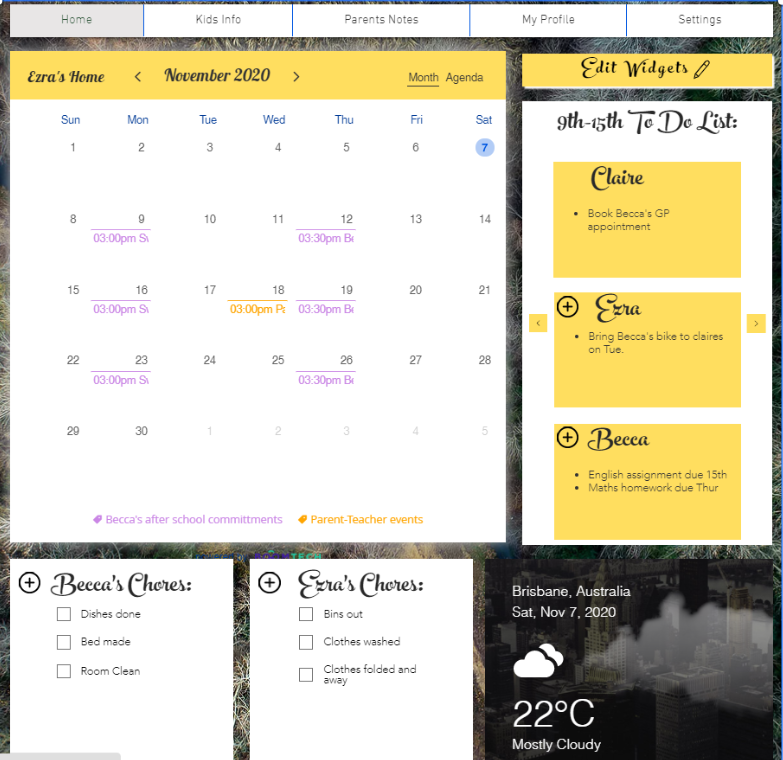 Home
Kids Info
Parents Notes
My Profile
Settings
Ezra's Home
November 2020
Month
Agenda
Sun Mon Tue Wed Thu Fri Sat
1 2 3 4 5 6 7
8 9 10 11 12 13 14
03:00pm 03:30pm
15 16 17 18 19 20 21
03:00pm 03:00pm 03:30pm
22 23 24 25 26 27 28
03:00pm 03:30pm
29 30 1 2 3 4 5
Becca's after school committments
Parent-Teacher events
Edit Widgets
9th-15th To Do List:
Claire
Book Becca's GP
appointment
Ezra
Bring Becca's bike to claires
on Tue.
Becca
English assignment due 15th
Maths homework due Thur
Becca's Chores:
Dishes done
Bed made
Room Clean
Ezra's Chores:
Bins out
Clothes washed
Clothes folded and
away
Brisbane, Australia
Sat, Nov 7, 2020
22°C
Mostly Cloudy